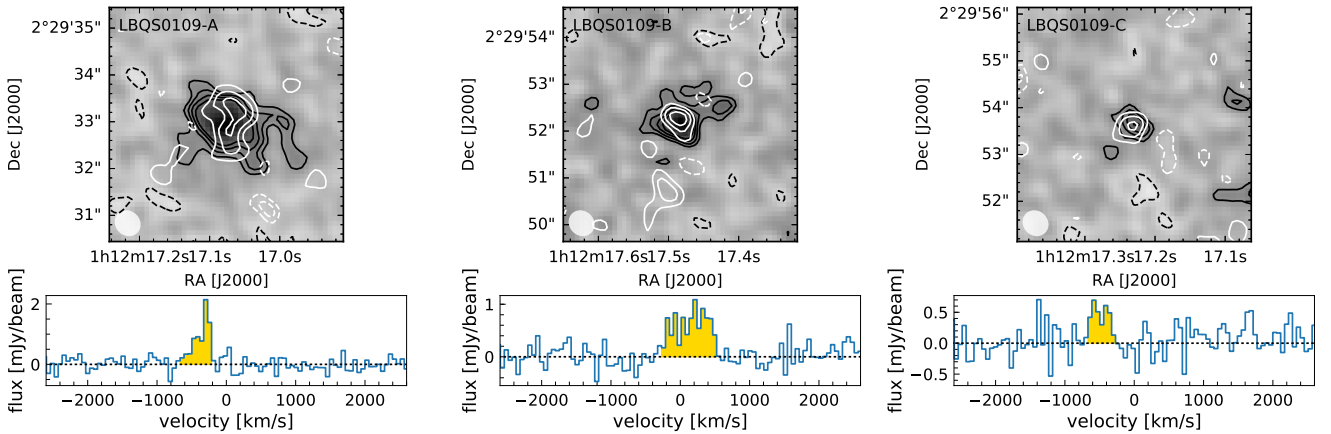 LBQS0109-A
2°29'35"
34"
33"
32"
31"
Dec [J2000]
1h12m17.2s17.1s 17.0s
RA [J2000]
LBQS0109-B
2°29'54"
53"
52"
51"
50"
Dec [J2000]
1h12m17.6s17.5s 17.4s
RA [J2000]
LBQS0109-C
2°29'56"
55"
54"
53"
52"
Dec [J2000]
1h12m17.3s17.2s 17.1s
RA [J2000]
flux [mJy/beam]
2
0
−2000 −1000 0 1000 2000
velocity [km/s]
flux [mJy/beam]
1
0
−2000 −1000 0 1000 2000
velocity [km/s]
flux [mJy/beam]
0.5
0.0
−0.5
−2000 −1000 0 1000 2000
velocity [km/s]